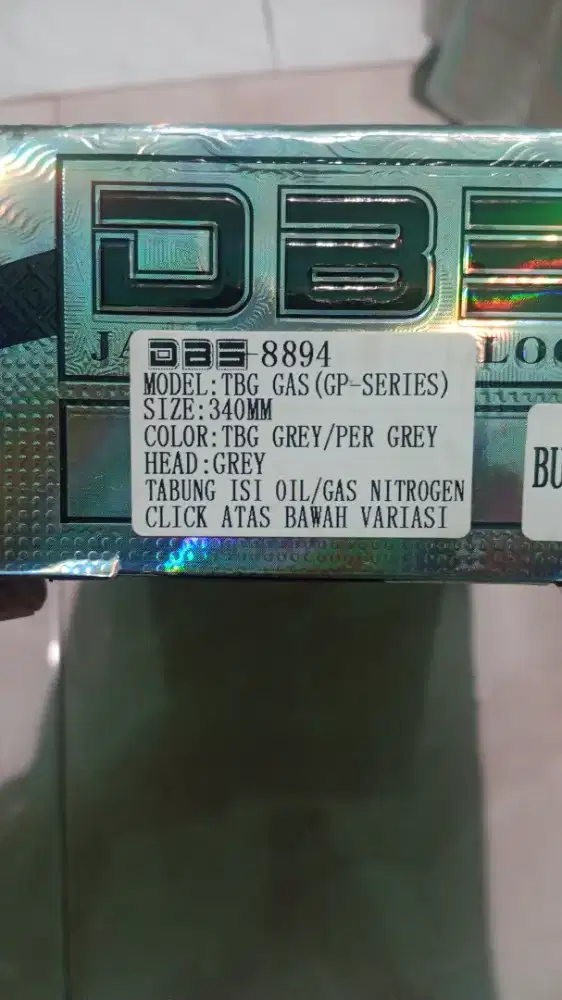 DBS
DBS-8894
MODEL:TBG GAS(GP-SERIES)
SIZE:340MM
COLOR:TBG GREY/PER GREY
HEAD:GREY
TABUNG ISI OIL/GAS NITROGEN
CLICK ATAS BAWAH VARIASI